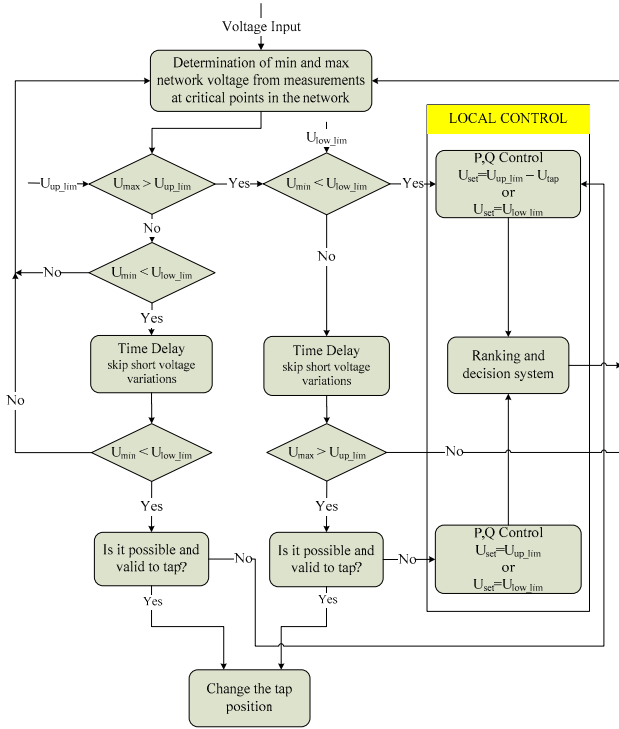 Voltage Input
Determination of min and max
network voltage from measurements
at critical points in the network
U_low_lim
LOCAL CONTROL
U_up_lim
U_max > U_up_lim
Yes
U_min < U_low_lim
Yes
P,Q Control
U_set=U_up_lim – U_tap
or
U_set=U_low_lim
No
No
U_min < U_low_lim
No
Yes
Time Delay
skip short voltage
variations
Time Delay
skip short voltage
variations
Ranking and
decision system
No
U_min < U_low_lim
U_max > U_up_lim
No
Yes
Yes
Is it possible and
valid to tap?
No
Is it possible and
valid to tap?
No
P,Q Control
U_set=U_up_lim
or
U_set=U_low_lim
Yes
Yes
Change the tap
position